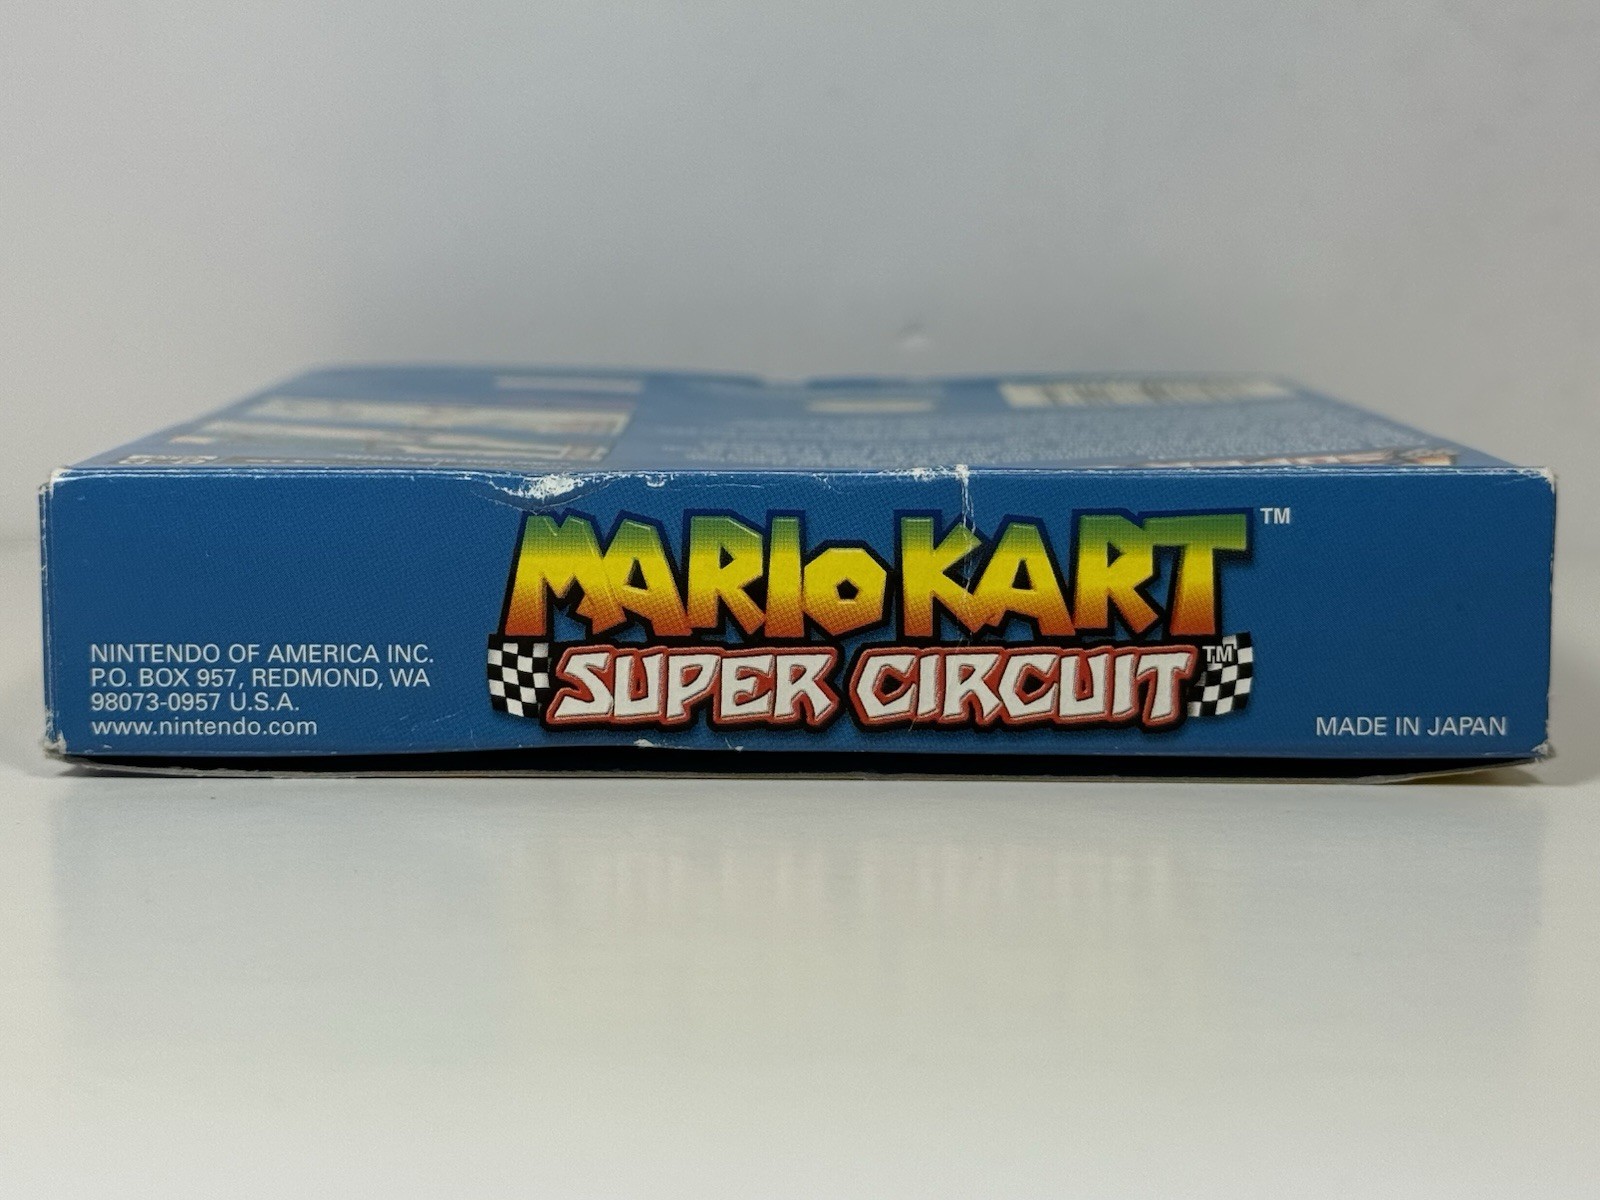 MARIO KART™
SUPER CIRCUIT™
NINTENDO OF AMERICA INC.
P.O. BOX 957, REDMOND, WA
98073-0957 U.S.A.
www.nintendo.com
MADE IN JAPAN